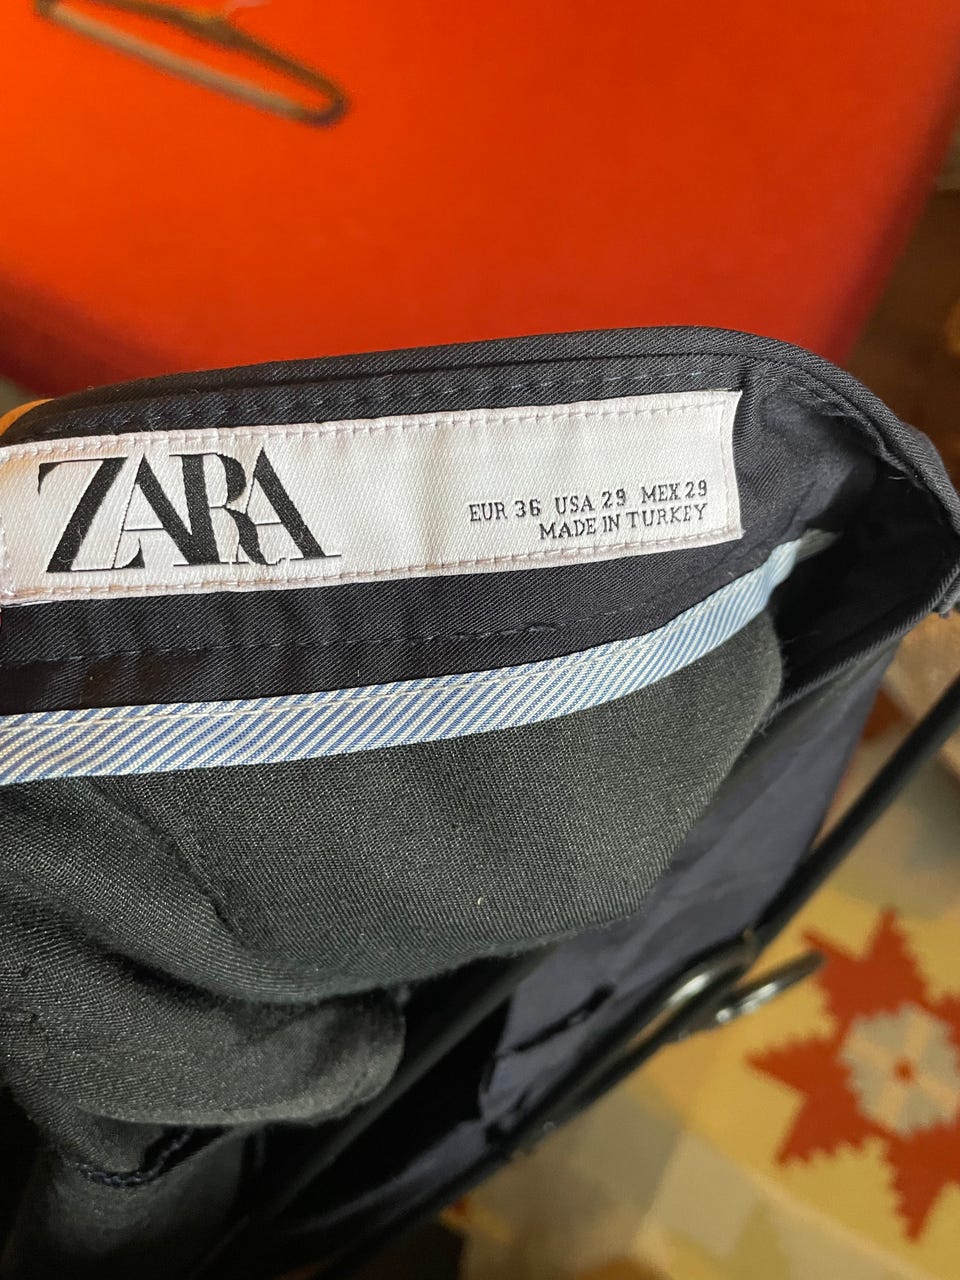 ZARA
EUR 36 USA 29 MEX 29
MADE IN TURKEY